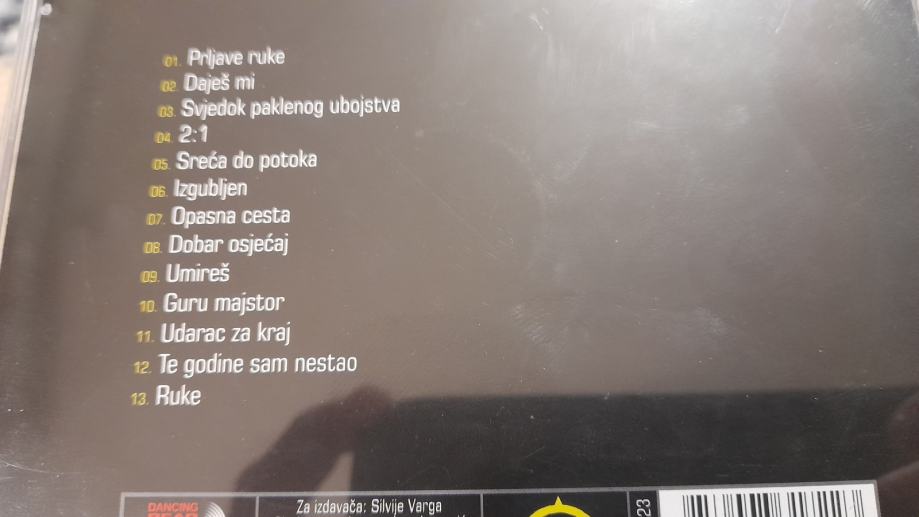 01. Prljave ruke
02. Daješ mi
03. Svjedok paklenog ubojstva
04. 2:1
05. Sreća do potoka
06. Izgubljen
07. Opasna cesta
08. Dobar osjećaj
09. Umireš
10. Guru majstor
11. Udarac za kraj
12. Te godine sam nestao
13. Ruke
DANCING
BEAR
Za izdavača: Silvije Varga
23